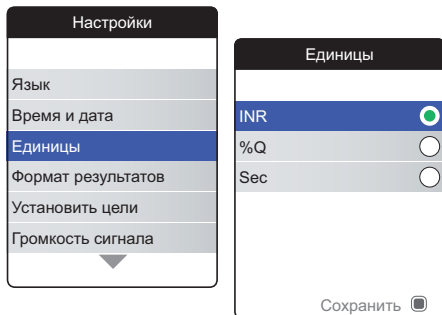 Настройки
Язык
Время и дата
Единицы
Формат результатов
Установить цели
Громкость сигнала
Единицы
INR
%Q
Sec
Сохранить